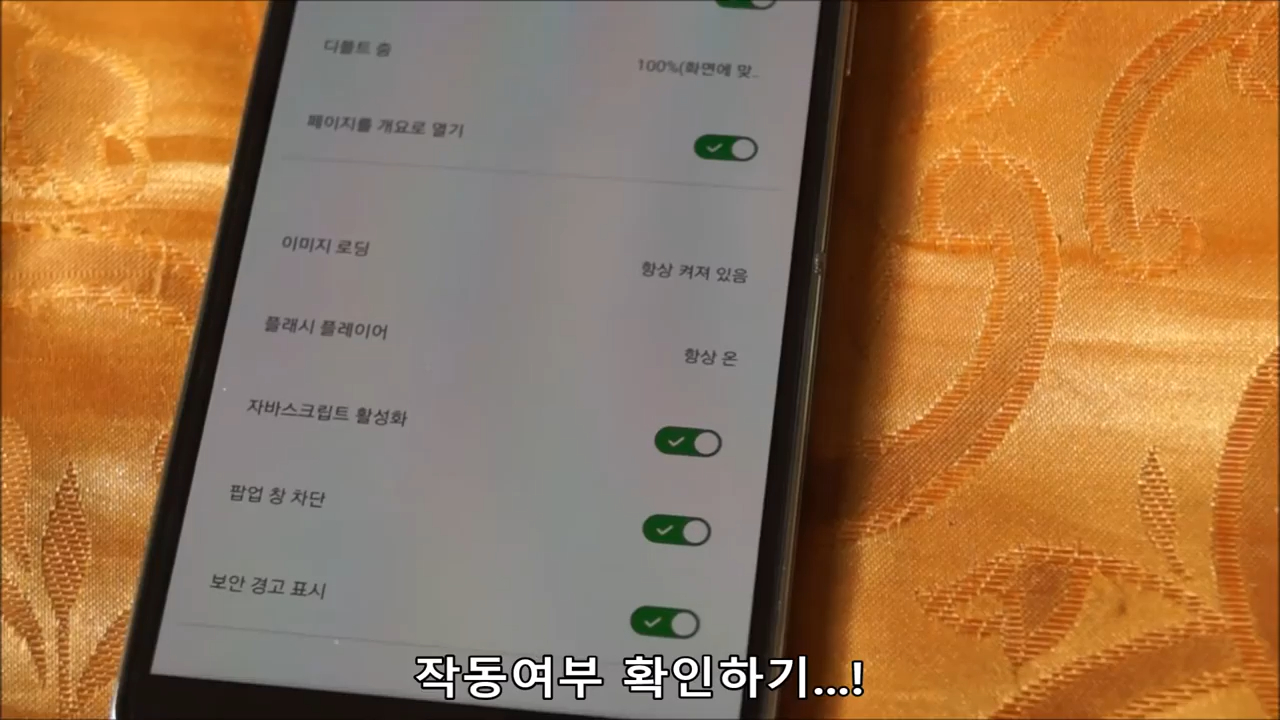 디폴트 줌
100%(화면에 맞..
페이지를 개요로 열기
이미지 로딩
항상 켜져 있음
플래시 플레이어
항상 온
자바스크립트 활성화
팝업 창 차단
보안 경고 표시
작동여부 확인하기...!